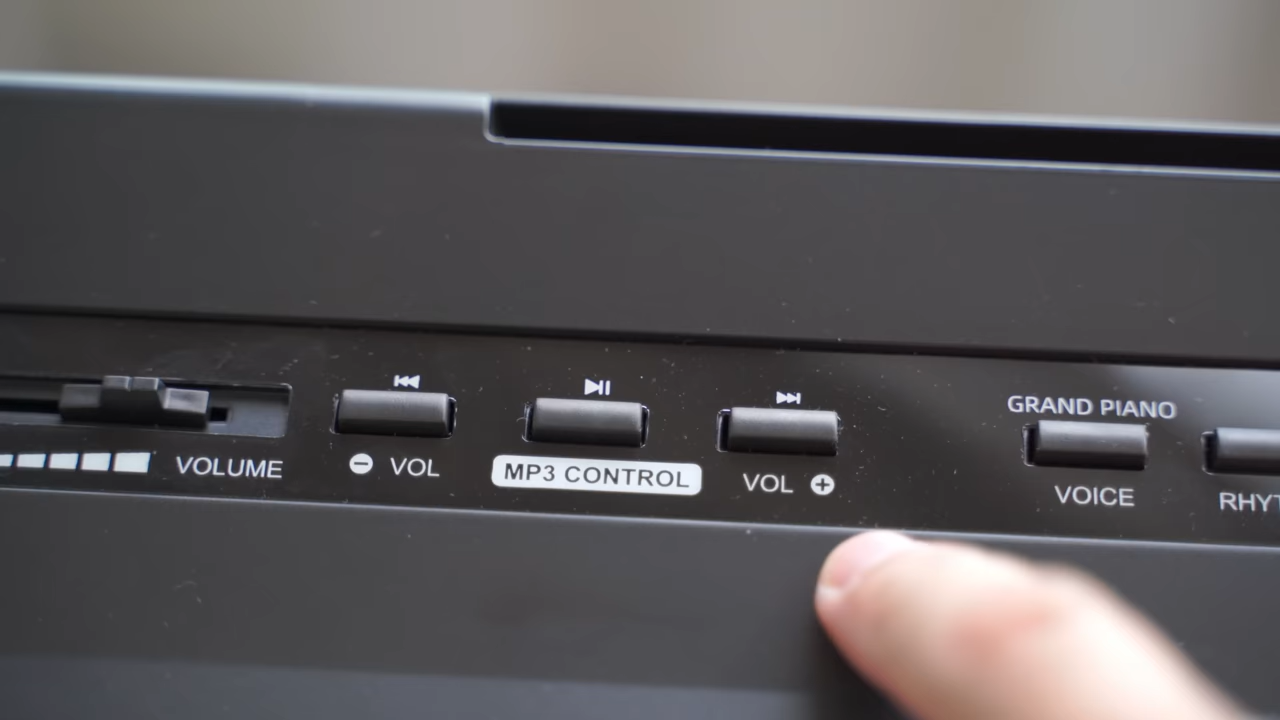 GRAND PIANO
VOLUME
VOL
MP3 CONTROL
VOL
VOICE